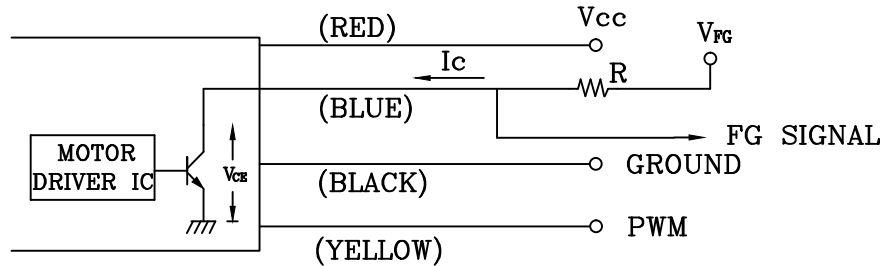 (RED)
Vcc
VFG
Ic
R
(BLUE)
FG SIGNAL
MOTOR
DRIVER IC
VCE
GROUND
(BLACK)
PWM
(YELLOW)